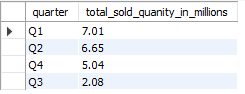 quarter total_sold_quanity_in_millions
Q1 7.01
Q2 6.65
Q4 5.04
Q3 2.08